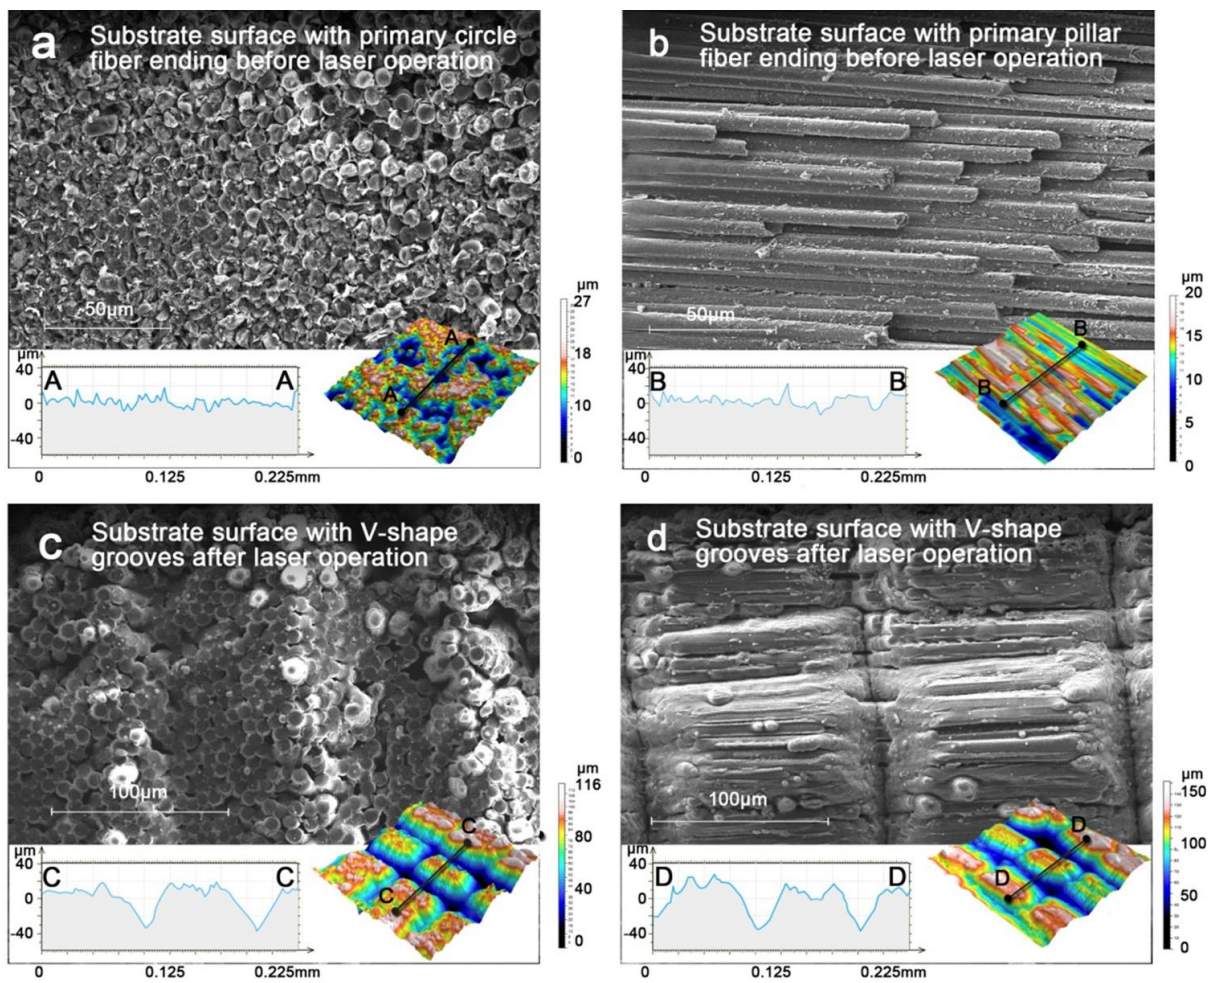 a
Substrate surface with primary circle
fiber ending before laser operation
50μm
μm
27
18
10
0
A
A
μm
40
0
-40
A
A
0
0.125
0.225mm
b
Substrate surface with primary pillar
fiber ending before laser operation
50μm
μm
20
15
10
5
0
B
B
μm
40
0
-40
B
B
0
0.125
0.225mm
c
Substrate surface with V-shape
grooves after laser operation
100μm
μm
116
80
40
0
C
C
μm
40
0
-40
C
C
0
0.125
0.225mm
d
Substrate surface with V-shape
grooves after laser operation
100μm
μm
150
100
50
0
D
D
μm
40
0
-40
D
D
0
0.125
0.225mm